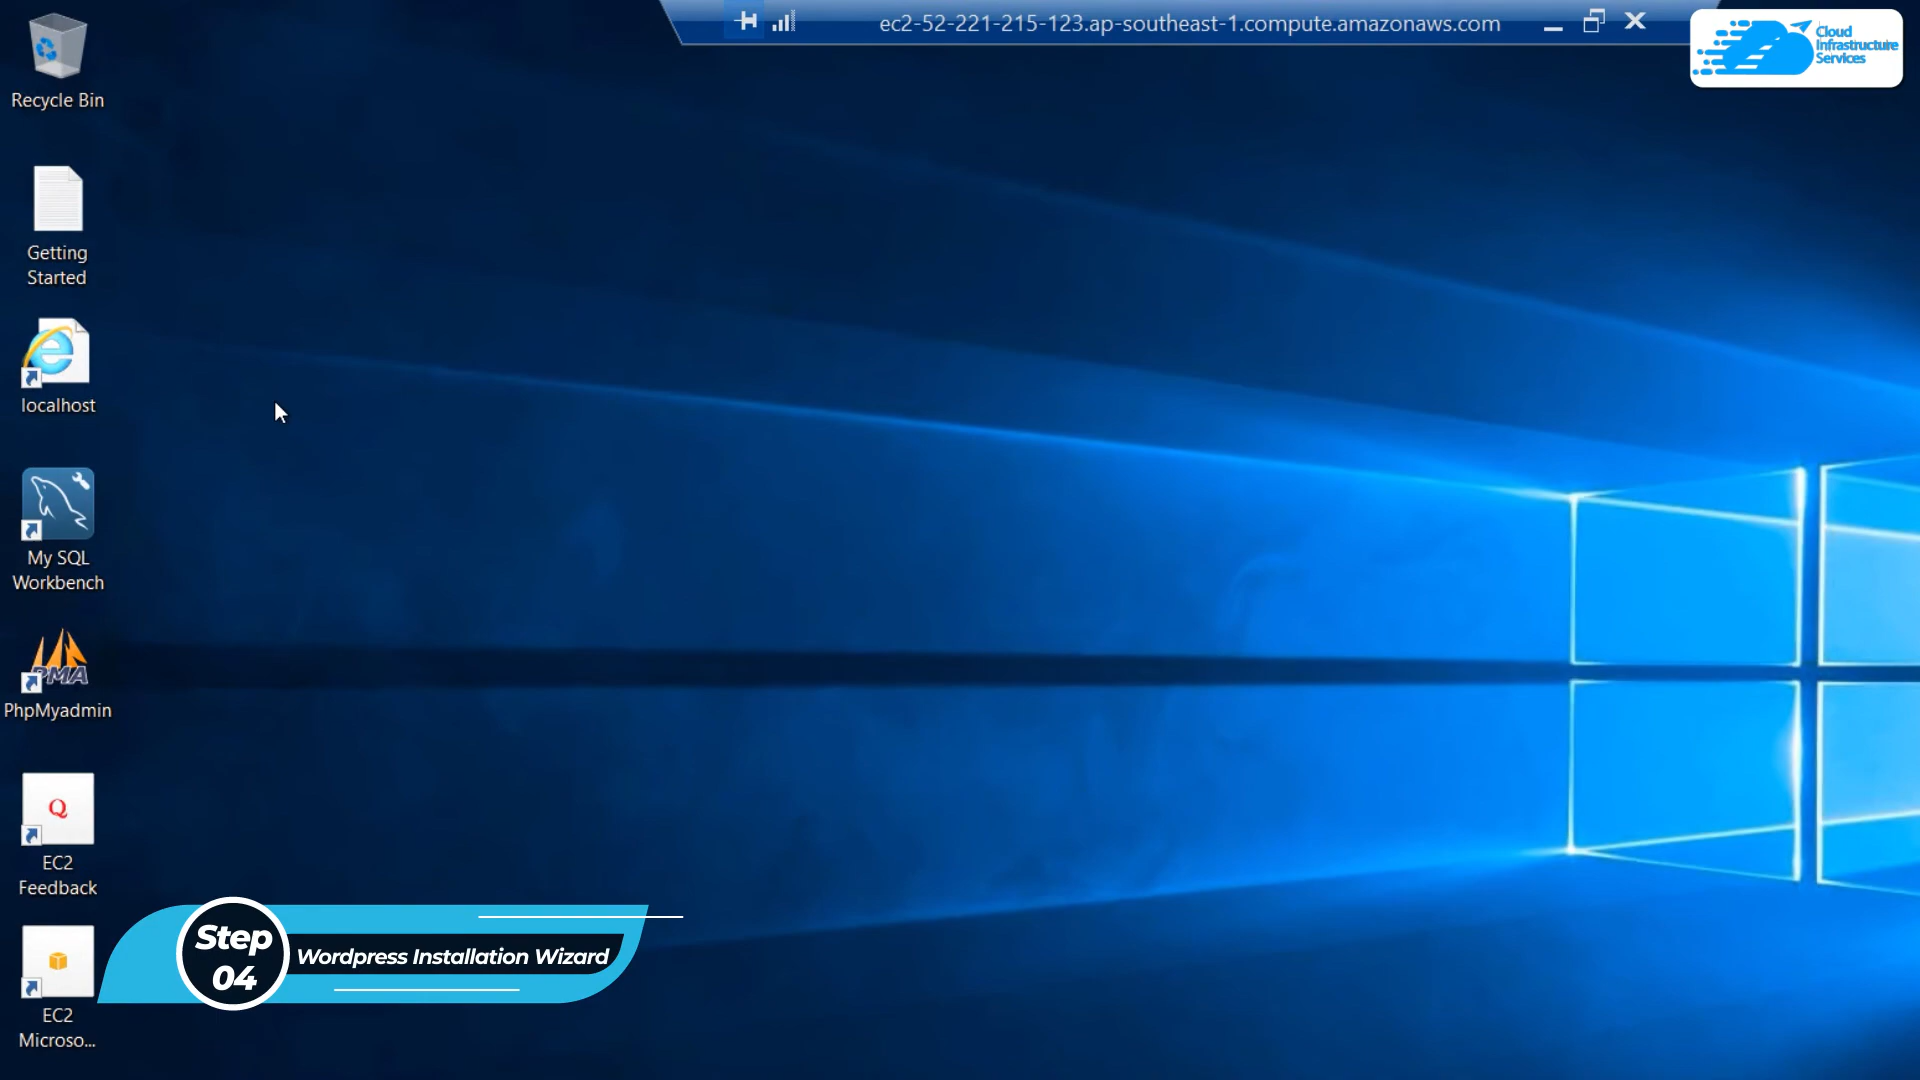 ec2-52-221-215-123.ap-southeast-1.compute.amazonaws.com
Cloud
Infrastructure
Services
Recycle Bin
Getting
Started
localhost
My SQL
Workbench
PMA
PhpMyadmin
Q
EC2
Feedback
EC2
Microso...
Step
04
Wordpress Installation Wizard